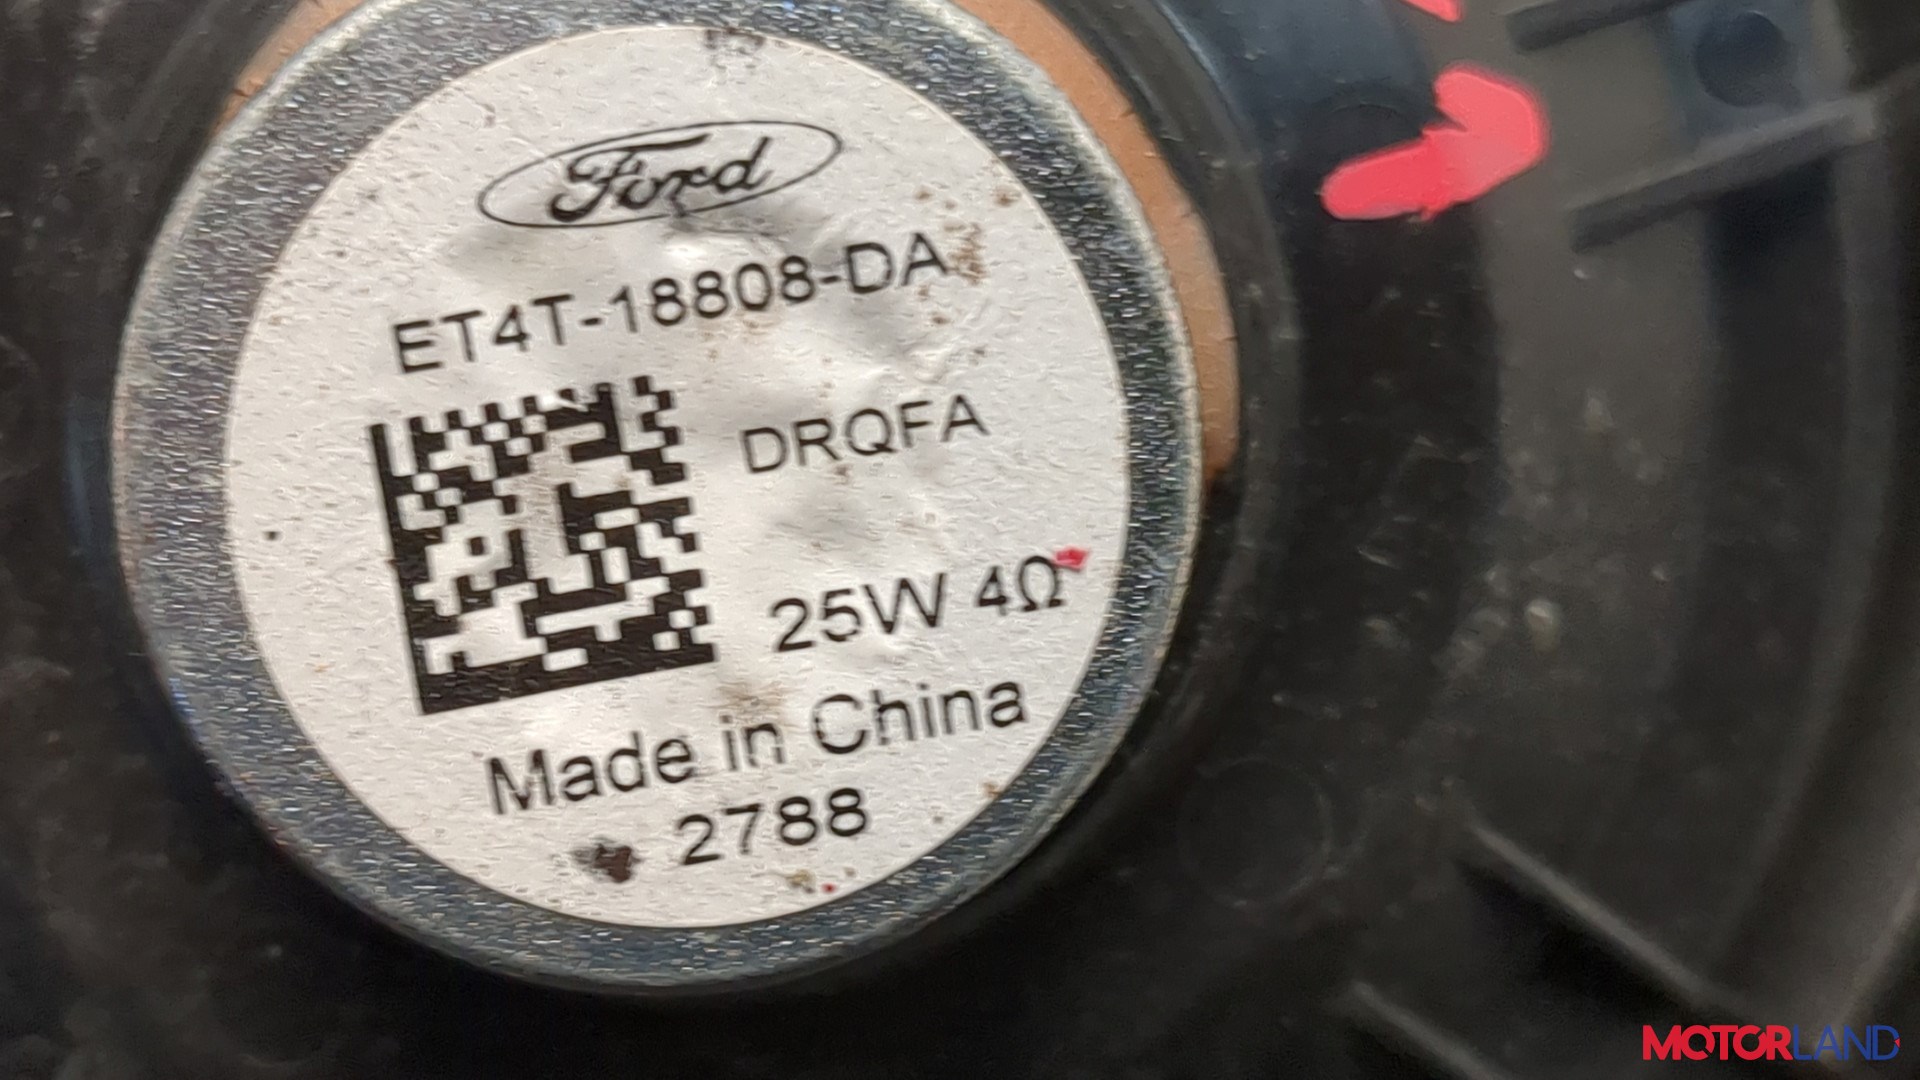 Ford
ET4T-18808-DA
DRQFA
25W 4Ω
Made in China
2788
MOTORLAND